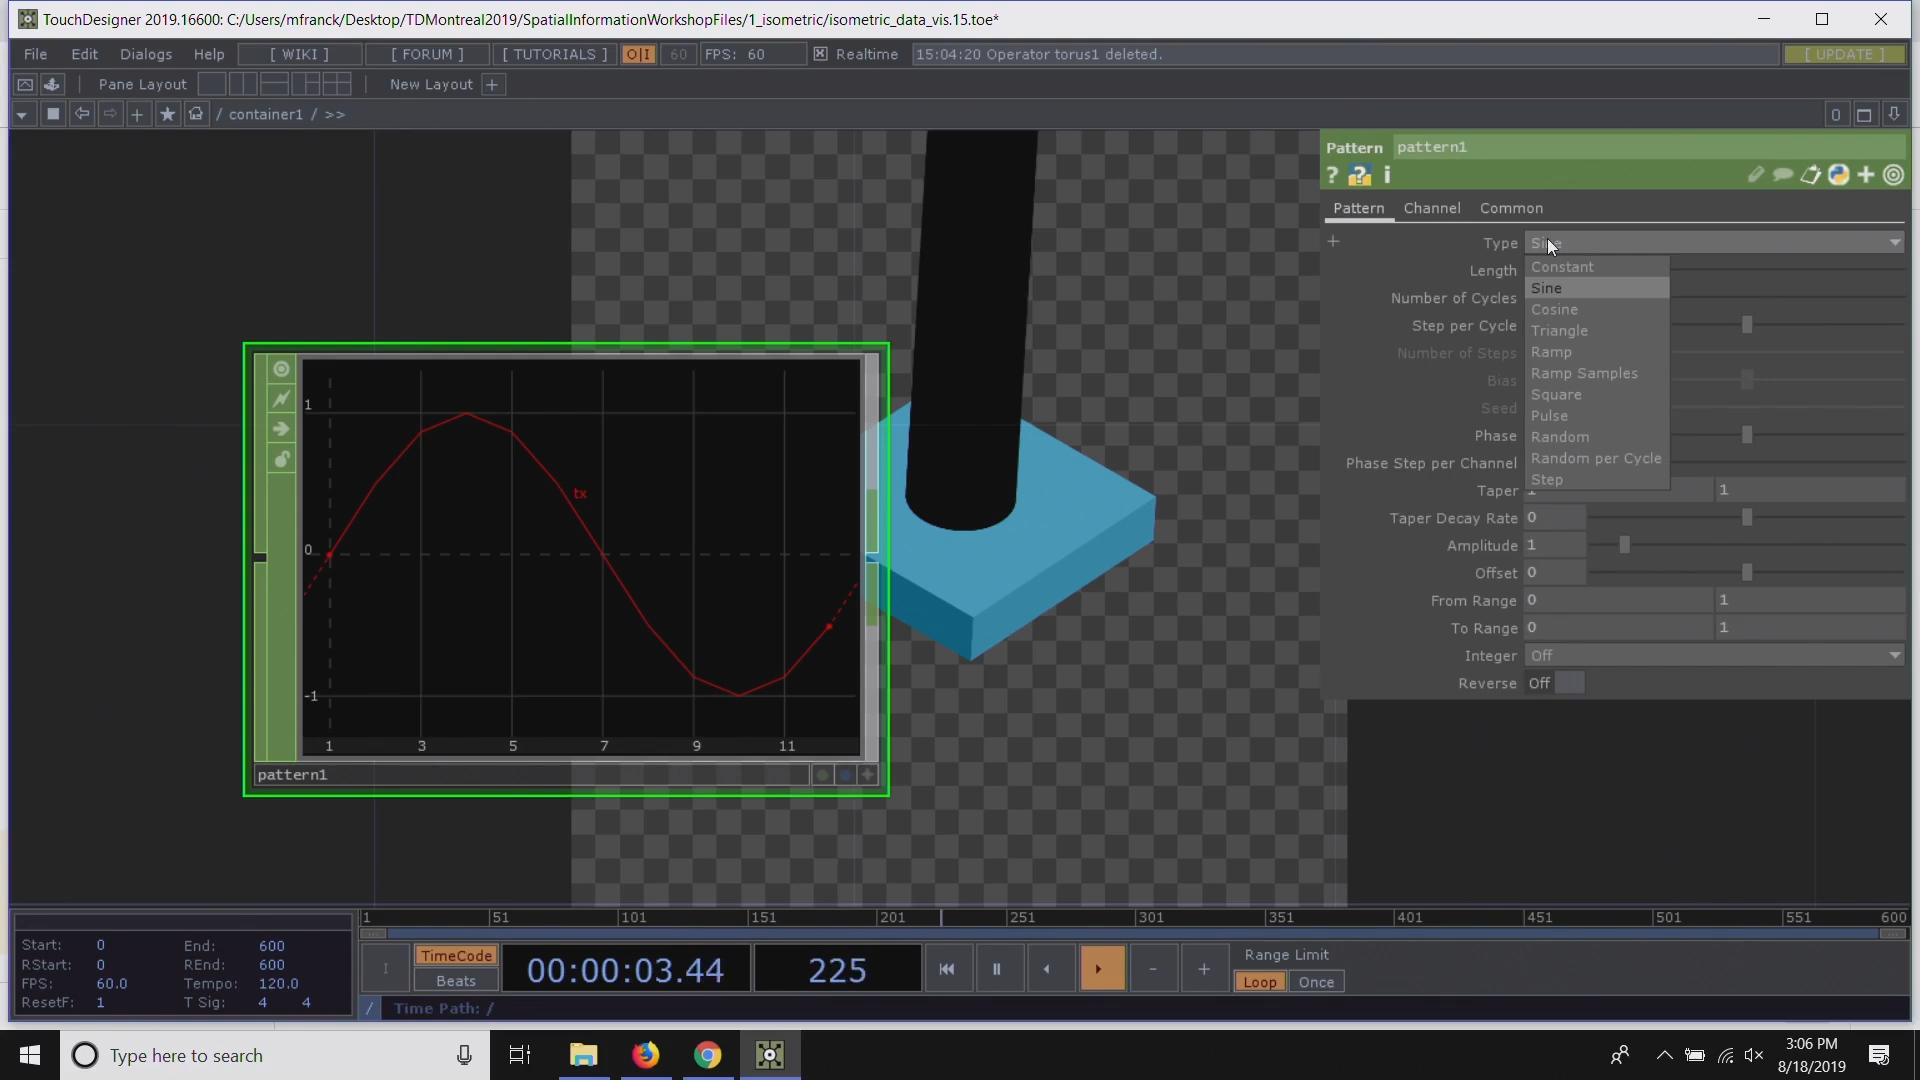 TouchDesigner 2019.16600: C:/Users/mfranck/Desktop/TDMontreal2019/SpatialInformationWorkshopFiles/1_isometric/isometric_data_vis.15.toe*
File Edit Dialogs Help [ WIKI ] [ FORUM ] [ TUTORIALS ] O|I 60 FPS: 60 Realtime 15:04:20 Operator torus1 deleted. [ UPDATE ]
Pane Layout New Layout +
/ container1 / >> 0
Pattern pattern1
? ? i
Pattern Channel Common
Type
Constant
Length
Sine
Number of Cycles
Cosine
Step per Cycle
Triangle
Number of Steps
Ramp
Bias
Ramp Samples
Seed
Square
Pulse
Phase
Random
Phase Step per Channel
Random per Cycle
Step
Taper 1
Taper Decay Rate 0
Amplitude 1
Offset 0
From Range 0 1
To Range 0 1
Integer Off
Reverse Off
1
tx
0
-1
1 3 5 7 9 11
pattern1
1 51 101 151 201 251 301 351 401 451 501 551 600
Start: 0 End: 600
RStart: 0 REnd: 600
FPS: 60.0 Tempo: 120.0
ResetF: 1 T Sig: 4 4
I TimeCode 00:00:03.44 225 - + Range Limit
Beats Loop Once
/ Time Path: /
Type here to search
3:06 PM
8/18/2019